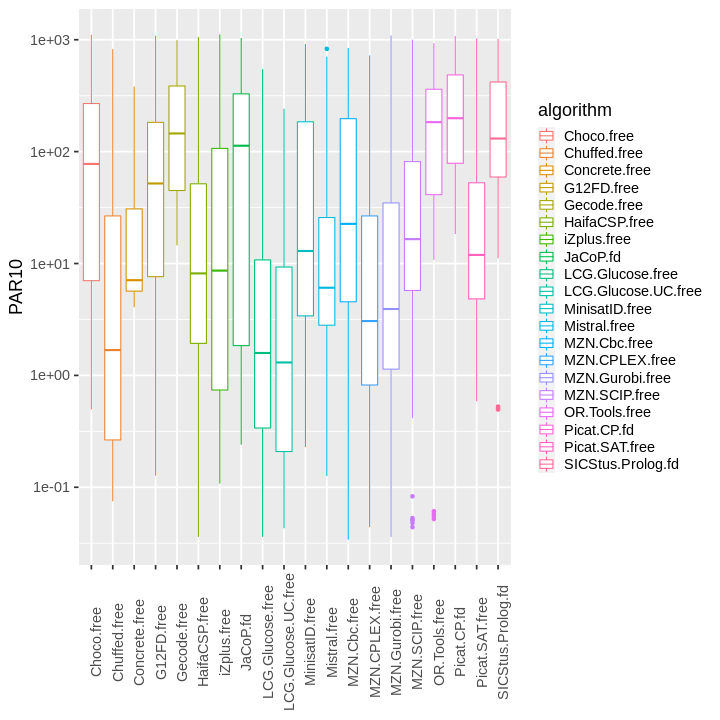 PAR10
1e+03
1e+02
1e+01
1e+00
1e-01
Choco.free
Chuffed.free
Concrete.free
G12FD.free
Gecode.free
HaifaCSP.free
iZplus.free
JaCoP.fd
LCG.Glucose.free
LCG.Glucose.UC.free
MinisatID.free
Mistral.free
MZN.Cbc.free
MZN.CPLEX.free
MZN.Gurobi.free
MZN.SCIP.free
OR.Tools.free
Picat.CP.fd
Picat.SAT.free
SICStus.Prolog.fd
algorithm
Choco.free
Chuffed.free
Concrete.free
G12FD.free
Gecode.free
HaifaCSP.free
iZplus.free
JaCoP.fd
LCG.Glucose.free
LCG.Glucose.UC.free
MinisatID.free
Mistral.free
MZN.Cbc.free
MZN.CPLEX.free
MZN.Gurobi.free
MZN.SCIP.free
OR.Tools.free
Picat.CP.fd
Picat.SAT.free
SICStus.Prolog.fd